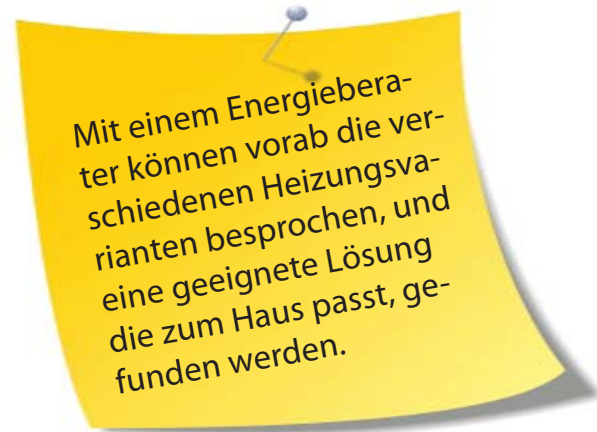 Mit einem Energiebera-
ter können vorab die ver-
schiedenen Heizungsva-
rianten besprochen, und
eine geeignete Lösung
die zum Haus passt, ge-
funden werden.